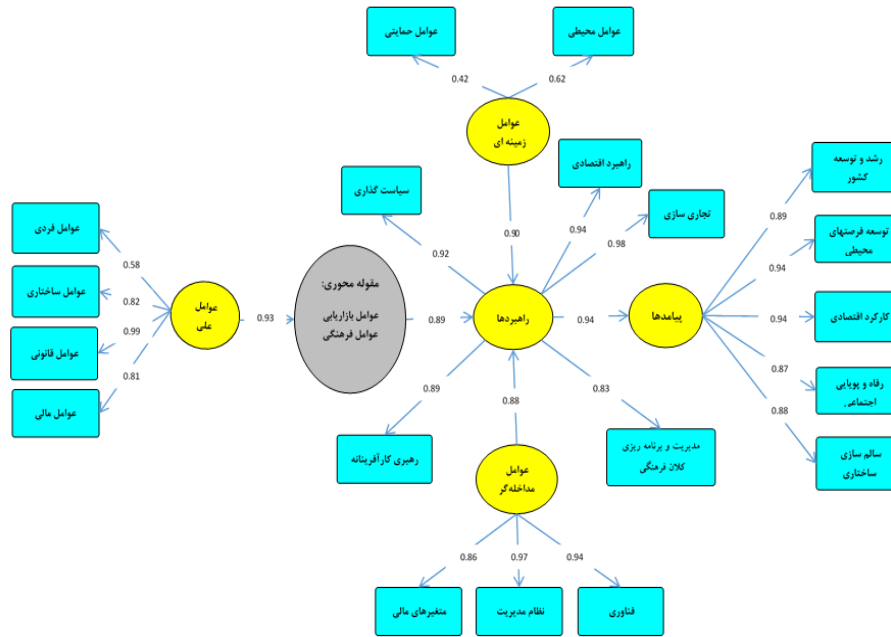 عوامل حمایتی
عوامل محیطی
0.42
0.62
عوامل
زمینه ای
راهبرد اقتصادی
رشد و توسعه
کشور
سیاست گذاری
تجاری سازی
0.89
عوامل فردی
0.90
0.94
0.98
توسعه فرصتهای
محیطی
0.92
0.58
مقوله محوری:
0.94
عوامل ساختاری
0.82
عوامل
علی
0.93
عوامل بازاریابی
عوامل فرهنگی
0.89
راهبردها
0.94
پیامدها
0.94
کارکرد اقتصادی
0.99
عوامل قانونی
0.81
0.87
رفاه و پویایی
اجتماعی
0.89
0.88
0.83
0.88
عوامل مالی
رهبری کارآفرینانه
مدیریت و برنامه ریزی
کلان فرهنگی
سالم سازی
ساختاری
عوامل
مداخله‌گر
0.86
0.97
0.94
متغیرهای مالی
نظام مدیریت
فناوری